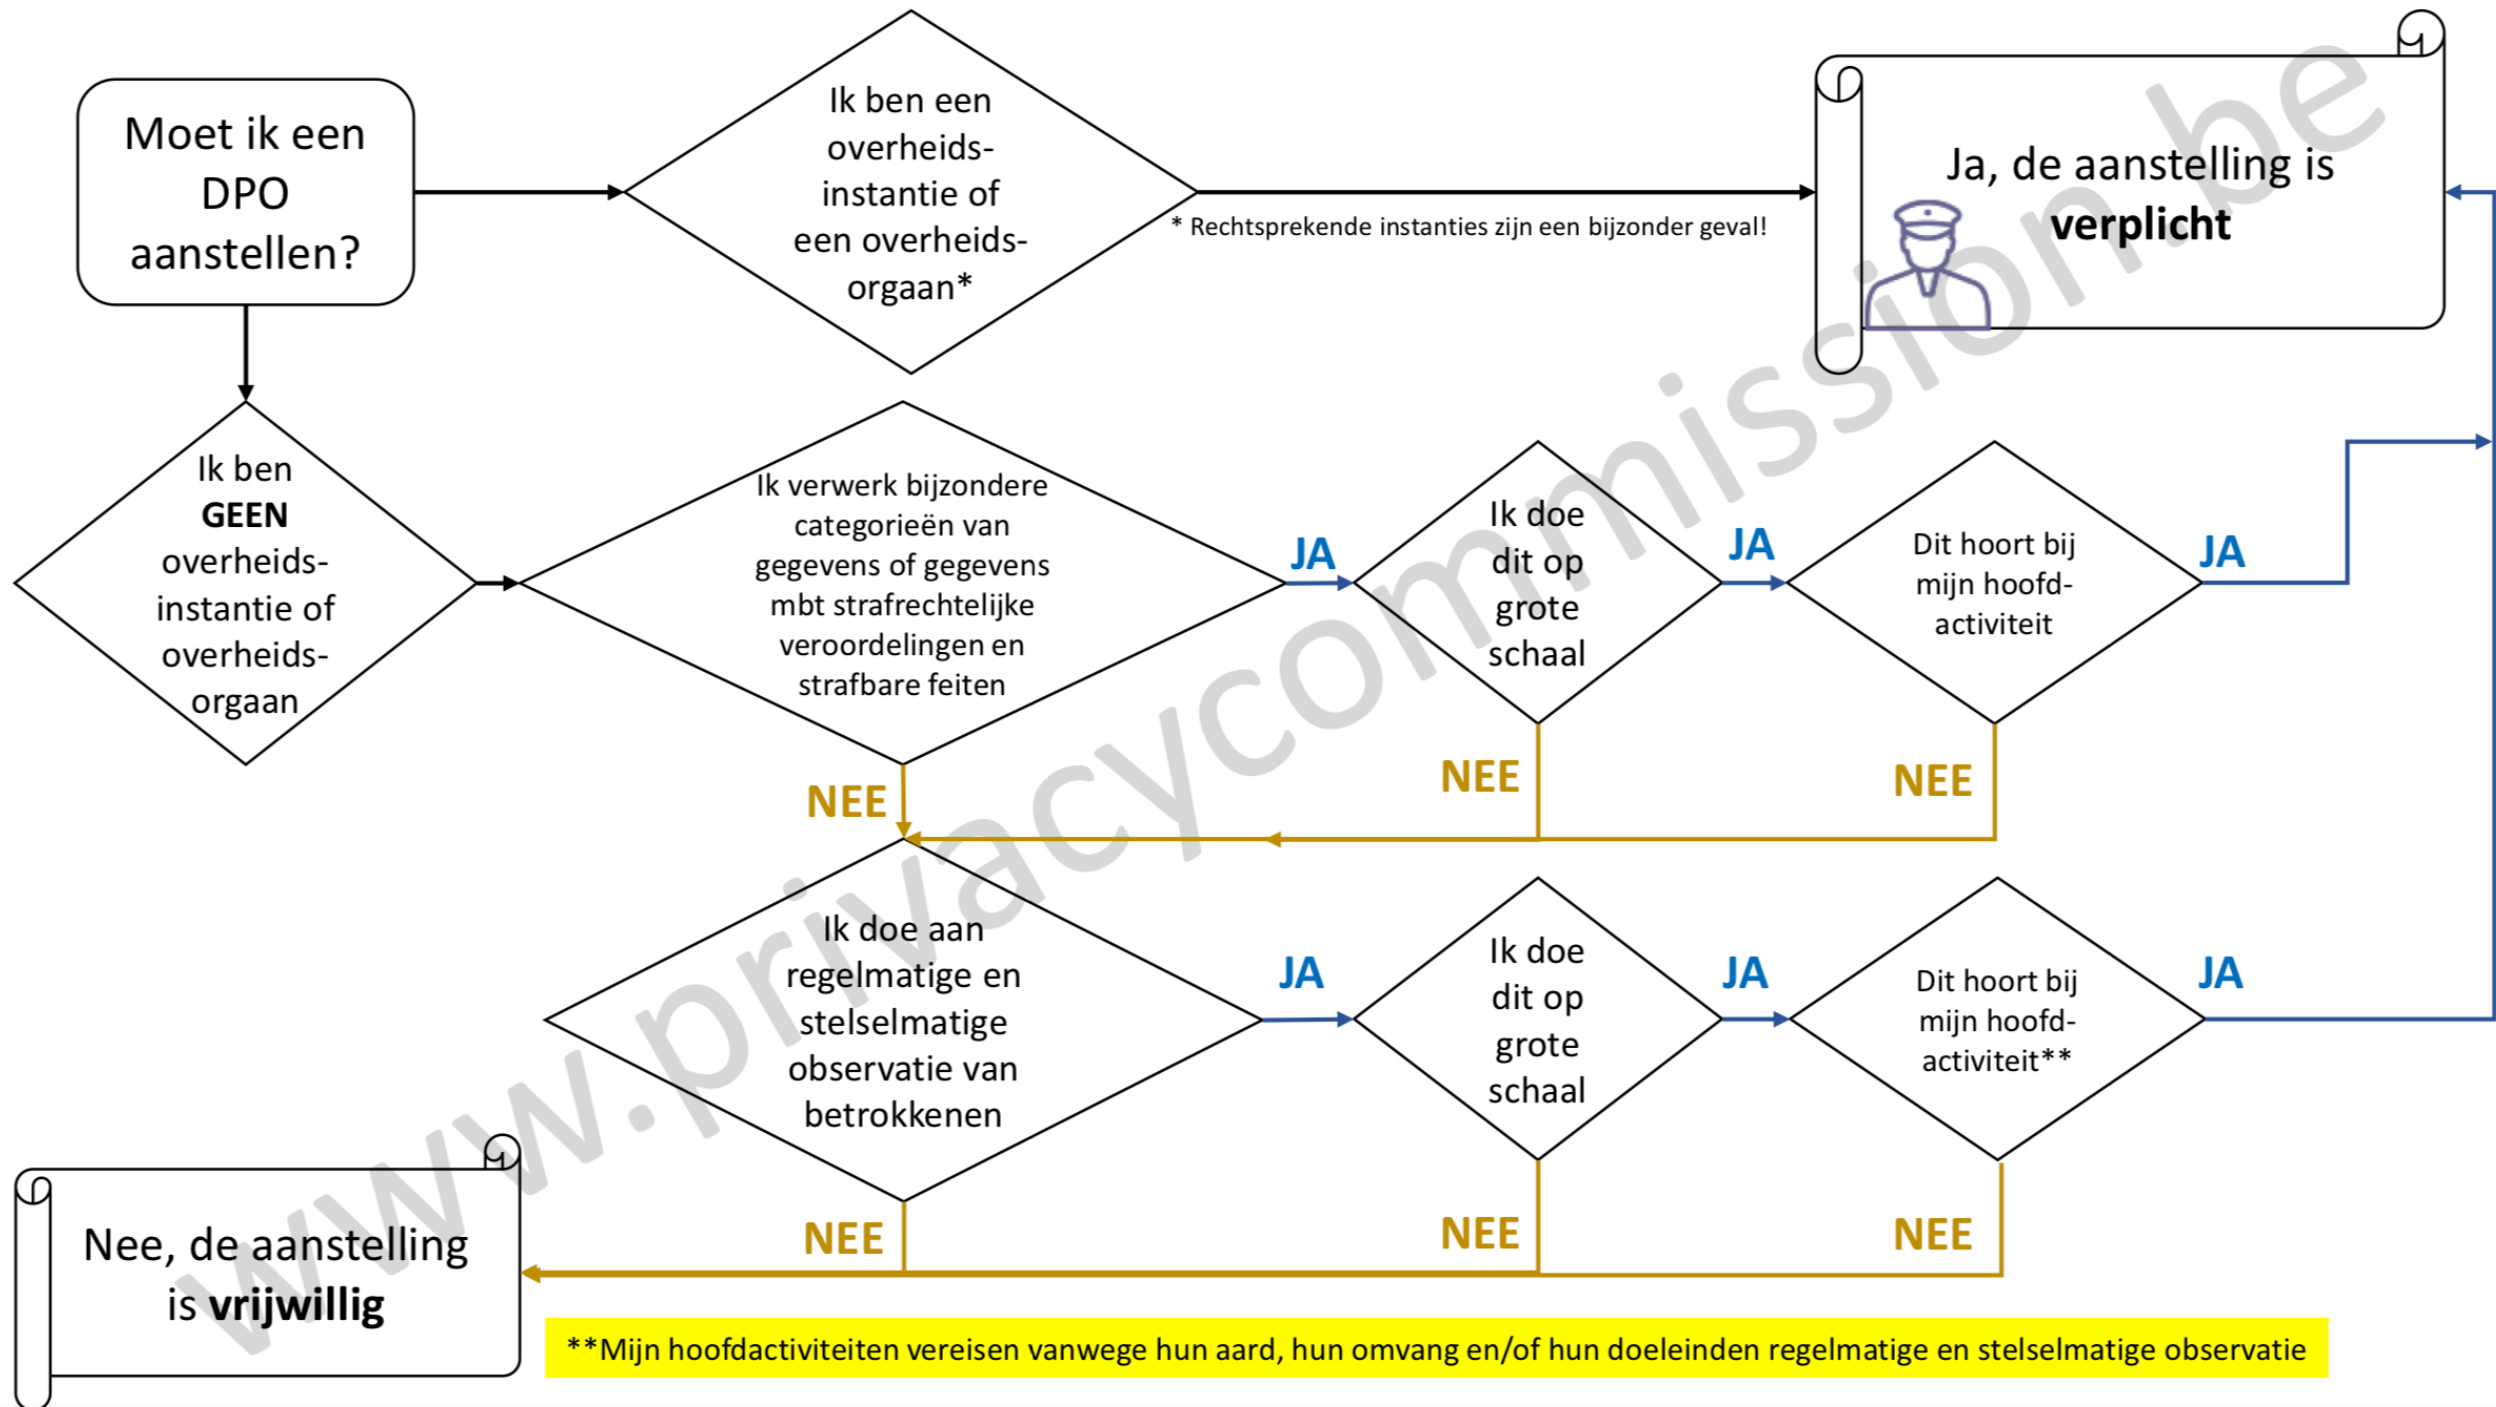 Moet ik een
DPO
aanstellen?
Ik ben een
overheids-
instantie of
een overheids-
orgaan*
* Rechtsprekende instanties zijn een bijzonder geval!
Ja, de aanstelling is
verplicht
Ik ben
GEEN
overheids-
instantie of
overheids-
orgaan
Ik verwerk bijzondere
categorieën van
gegevens of gegevens
mbt strafrechtelijke
veroordelingen en
strafbare feiten
JA
Ik doe
dit op
grote
schaal
JA
Dit hoort bij
mijn hoofd-
activiteit
JA
NEE
NEE
NEE
Ik doe aan
regelmatige en
stelselmatige
observatie van
betrokkenen
JA
Ik doe
dit op
grote
schaal
JA
Dit hoort bij
mijn hoofd-
activiteit**
JA
NEE
NEE
NEE
Nee, de aanstelling
is vrijwillig
**Mijn hoofdactiviteiten vereisen vanwege hun aard, hun omvang en/of hun doeleinden regelmatige en stelselmatige observatie
www.privacycommission.be